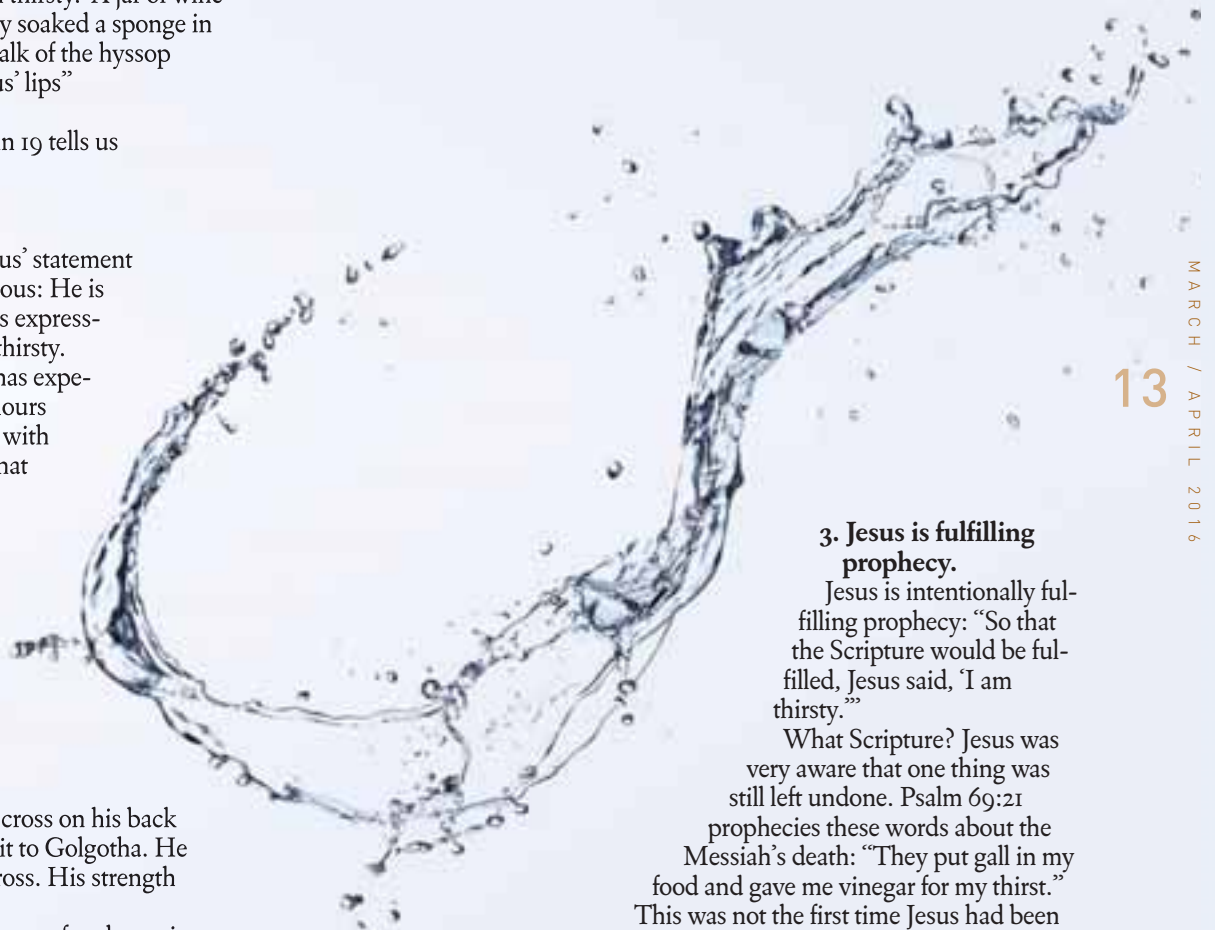 y soaked a sponge in
alk of the hyssop
us’ lips”
n 19 tells us
us’ statement
ous: He is
s express-
thirsty.
has expe-
ours
with
hat
cross on his back
it to Golgotha. He
ross. His strength
3. Jesus is fulfilling
prophecy.
Jesus is intentionally ful-
filling prophecy: “So that
the Scripture would be ful-
filled, Jesus said, ‘I am
thirsty.’”
What Scripture? Jesus was
very aware that one thing was
still left undone. Psalm 69:21
prophecies these words about the
Messiah’s death: “They put gall in my
food and gave me vinegar for my thirst.”
This was not the first time Jesus had been
13
MARCH / APRIL 2016